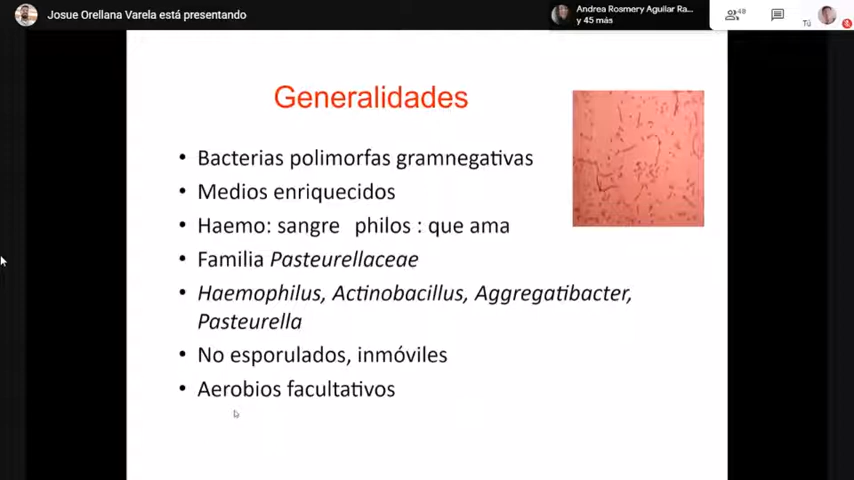 Josue Orellana Varela está presentando
Andrea Rosmery Aguilar Ra...
y 45 más
48
Tú
Generalidades
• Bacterias polimorfas gramnegativas
• Medios enriquecidos
• Haemo: sangre philos : que ama
• Familia Pasteurellaceae
• Haemophilus, Actinobacillus, Aggregatibacter,
Pasteurella
• No esporulados, inmóviles
• Aerobios facultativos